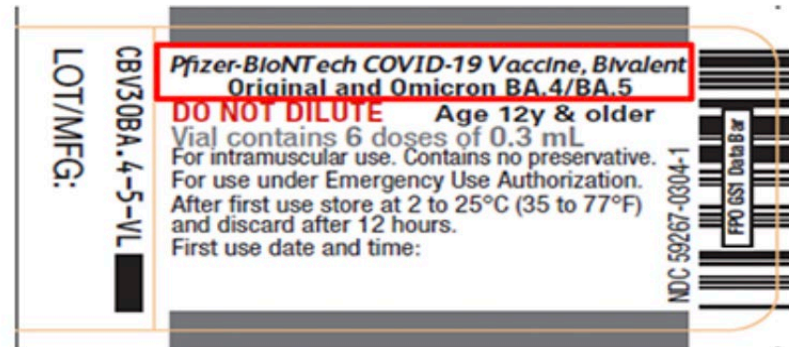 LOT/MFG:
CBV30BA.4-5-VL
Pfizer-BioNTech COVID-19 Vaccine, Bivalent
Original and Omicron BA.4/BA.5
DO NOT DILUTE Age 12y & older
Vial contains 6 doses of 0.3 mL
For intramuscular use. Contains no preservative.
For use under Emergency Use Authorization.
After first use store at 2 to 25°C (35 to 77°F)
and discard after 12 hours.
First use date and time:
NDC 59267-0304-1
FPO GS1 DataBar